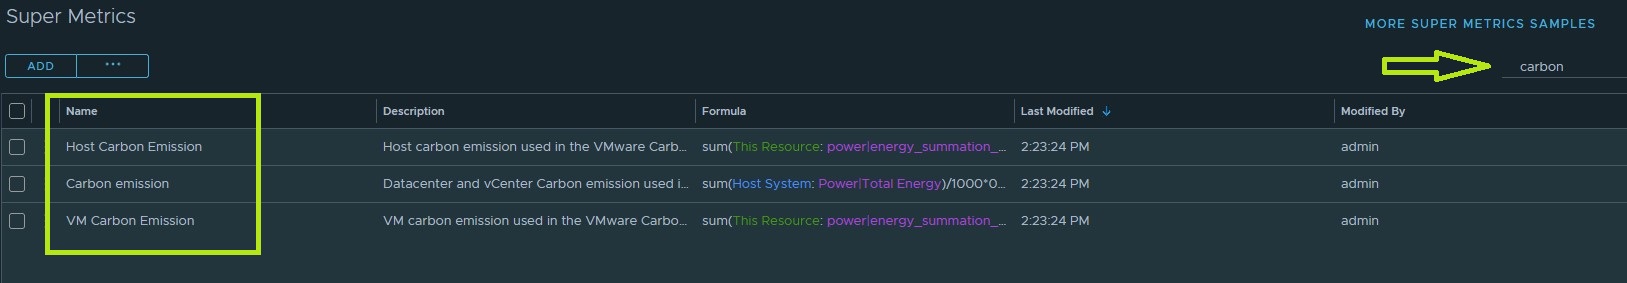 Super Metrics
MORE SUPER METRICS SAMPLES
ADD ...
carbon
Name Description Formula Last Modified ↓ Modified By
Host Carbon Emission Host carbon emission used in the VMware Carb... sum(This Resource: power|energy_summation_... 2:23:24 PM admin
Carbon emission Datacenter and vCenter Carbon emission used i... sum(Host System: Power|Total Energy)/1000*0... 2:23:24 PM admin
VM Carbon Emission VM carbon emission used in the VMware Carbo... sum(This Resource: power|energy_summation_... 2:23:24 PM admin